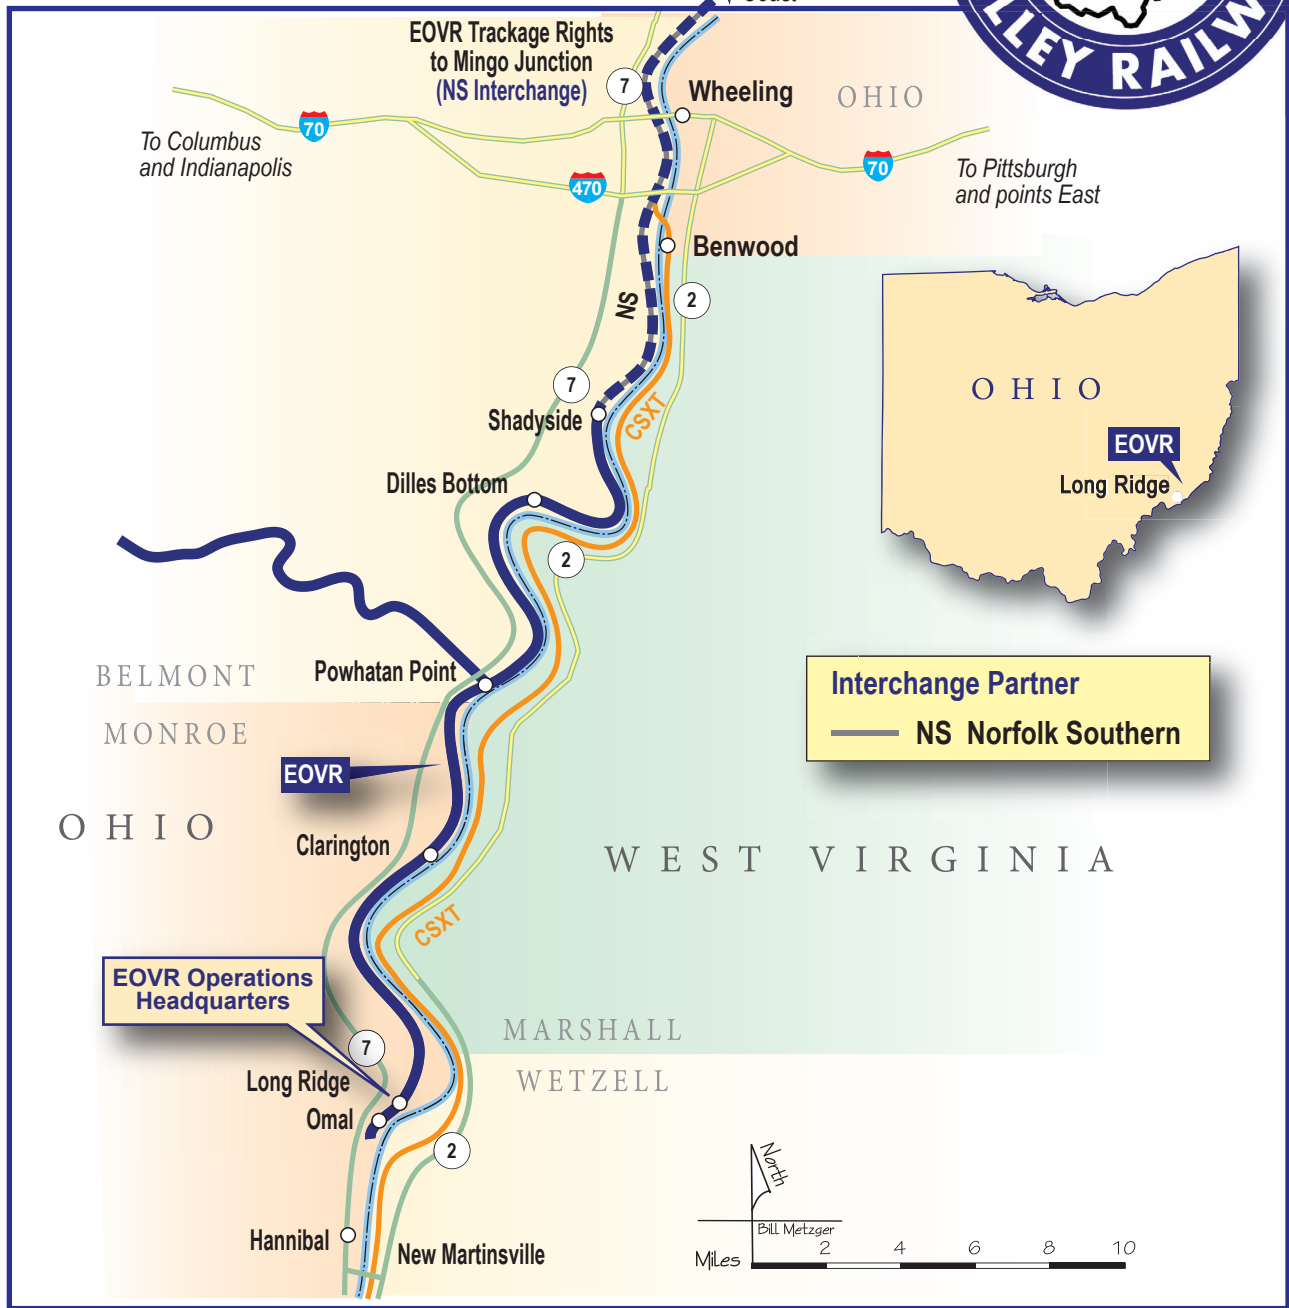 LLEY RAILW
EOVR Trackage Rights
to Mingo Junction
(NS Interchange)
7
Wheeling
OHIO
70
To Columbus
and Indianapolis
470
70
To Pittsburgh
and points East
Benwood
NS
2
7
Shadyside
CSXT
OHIO
EOVR
Long Ridge
Dilles Bottom
2
BELMONT
Powhatan Point
MONROE
Interchange Partner
NS Norfolk Southern
EOVR
OHIO
Clarington
WEST VIRGINIA
CSXT
EOVR Operations
Headquarters
MARSHALL
7
Long Ridge
WETZELL
Omal
2
North
Bill Metzger
Hannibal
New Martinsville
Miles 2 4 6 8 10